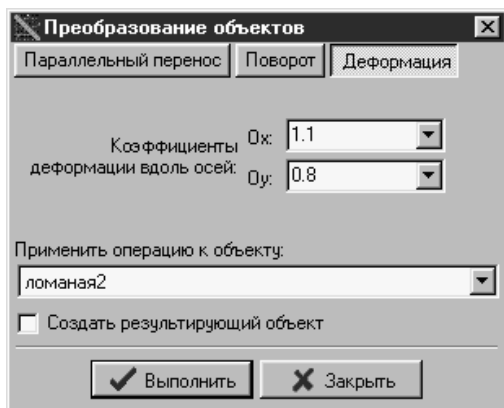 Преобразование объектов
Параллельный перенос Поворот Деформация
Коэффициенты деформации вдоль осей:
Ox: 1.1
Oy: 0.8
Применить операцию к объекту:
ломаная2
Создать результирующий объект
Выполнить Закрыть